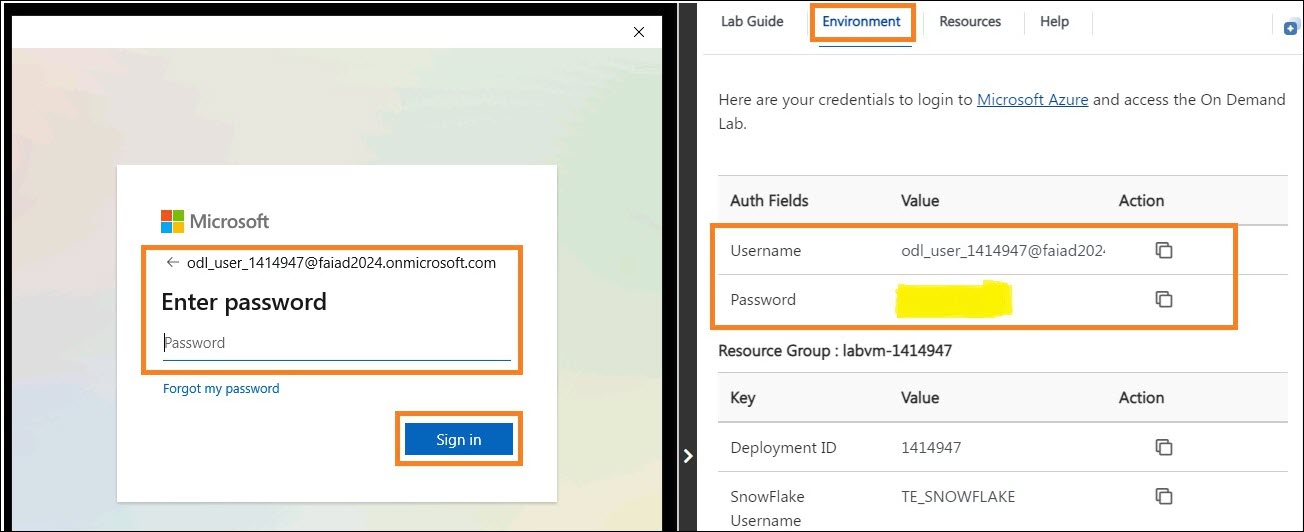 Microsoft
odl_user_1414947@faiad2024.onmicrosoft.com
Enter password
Password
Forgot my password
Sign in
Lab Guide Environment Resources Help
Here are your credentials to login to Microsoft Azure and access the On Demand
Lab.
Auth Fields Value Action
Username odl_user_1414947@faiad2024
Password
Resource Group : labvm-1414947
Key Value Action
Deployment ID 1414947
SnowFlake TE_SNOWFLAKE
Username